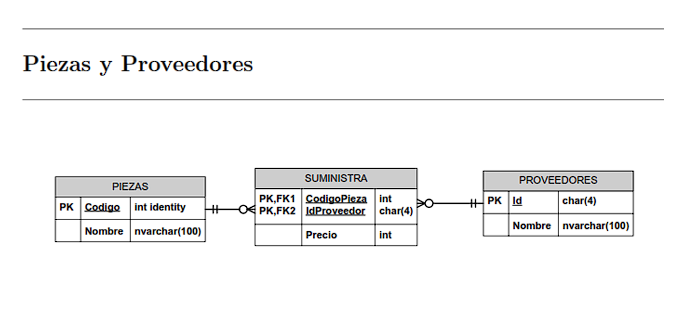 Piezas y Proveedores
PIEZAS
PK Codigo int identity
Nombre nvarchar(100)
SUMINISTRA
PK,FK1 CodigoPieza int
PK,FK2 IdProveedor char(4)
Precio int
PROVEEDORES
PK Id char(4)
Nombre nvarchar(100)